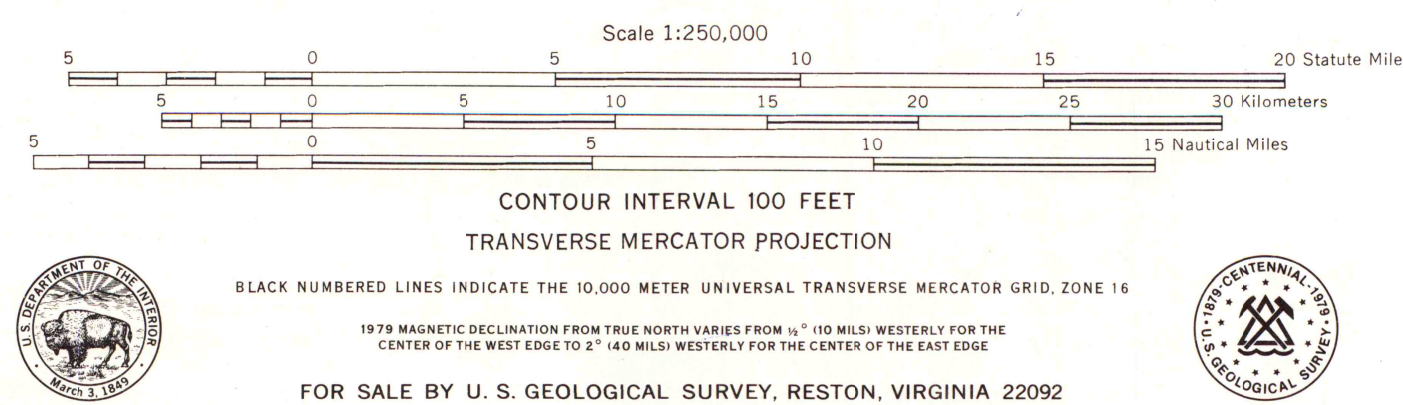 Scale 1:250,000
5 0 5 10 15 20 Statute Mile
5 0 5 10 15 20 25 30 Kilometers
5 0 5 10 15 Nautical Miles
CONTOUR INTERVAL 100 FEET
TRANSVERSE MERCATOR PROJECTION
BLACK NUMBERED LINES INDICATE THE 10,000 METER UNIVERSAL TRANSVERSE MERCATOR GRID, ZONE 16
1979 MAGNETIC DECLINATION FROM TRUE NORTH VARIES FROM ½° (10 MILS) WESTERLY FOR THE
CENTER OF THE WEST EDGE TO 2° (40 MILS) WESTERLY FOR THE CENTER OF THE EAST EDGE
FOR SALE BY U. S. GEOLOGICAL SURVEY, RESTON, VIRGINIA 22092
U.S. DEPARTMENT OF THE INTERIOR
March 3, 1849
1879·CENTENNIAL·1979
U.S. GEOLOGICAL SURVEY